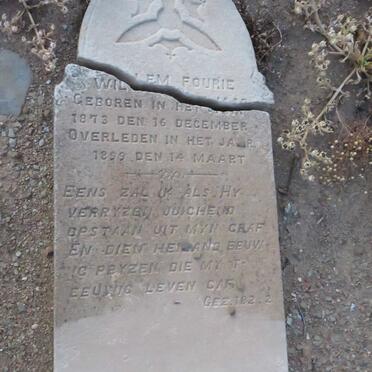 WILLEM FOURIE
GEBOREN IN HET JAAR
1873 DEN 16 DECEMBER
OVERLEDEN IN HET JAAR
1899 DEN 14 MAART
EENS ZAL IK ALS HY
VERRYZEN JUICHEND
OPSTAAN UIT MYN GRAF
EN DIEN HEILAND EEUW-
IG PRYZEN DIE MY T
EEUWIG LEVEN GAF
GEZ. 182.2